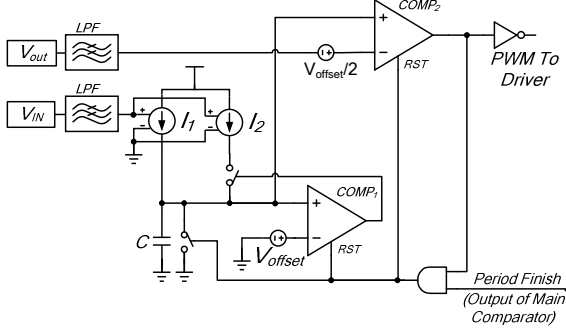 COMP2
LPF
Vout
+
−
RST
Voffset/2
PWM To
Driver
LPF
VIN
+
−
I1
+
−
I2
COMP1
+
−
RST
C
Voffset
Period Finish
(Output of Main
Comparator)